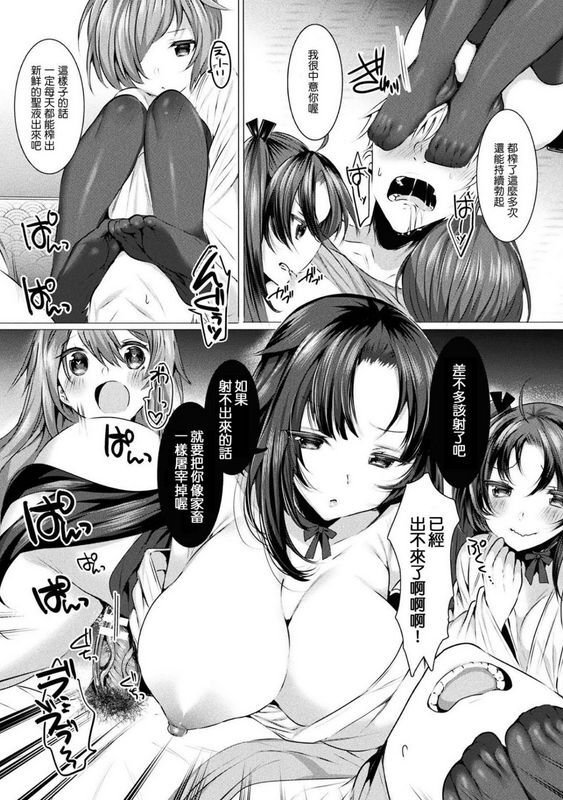 都榨了這麼多次
還能持續勃起
我很中意你喔
這樣子的話
一定每天都能榨出
新鮮的聖液出來吧
ぱんっ
ぱんっ
差不多該射了吧
如果
射不出來的話
就要把你像家畜
一樣屠宰掉喔
已經
出不來了啊啊啊！
ぱんっ
ぱんっ